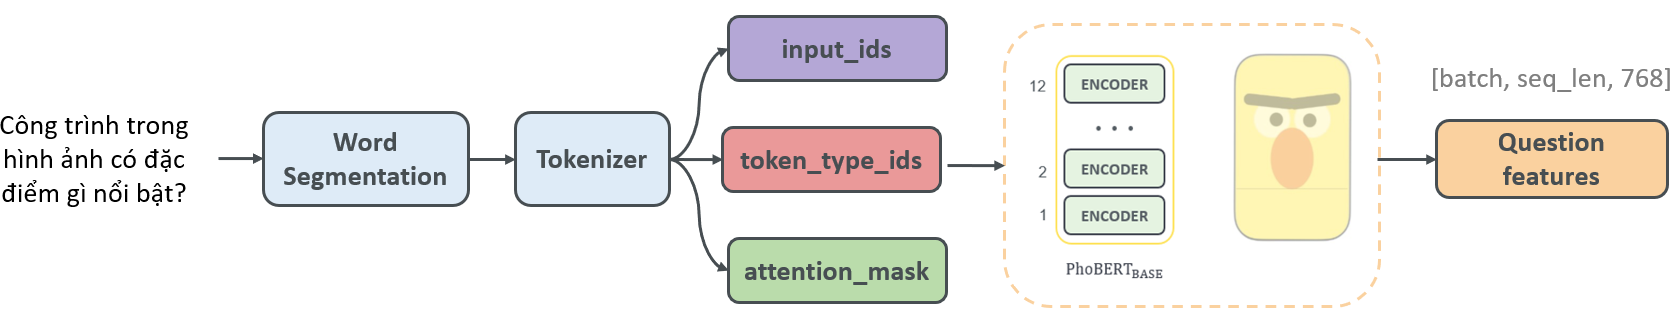 Công trình trong
hình ảnh có đặc
điểm gì nổi bật?
Word
Segmentation
Tokenizer
input_ids
token_type_ids
attention_mask
12
ENCODER
...
2
ENCODER
1
ENCODER
PhoBERT_BASE
[batch, seq_len, 768]
Question
features